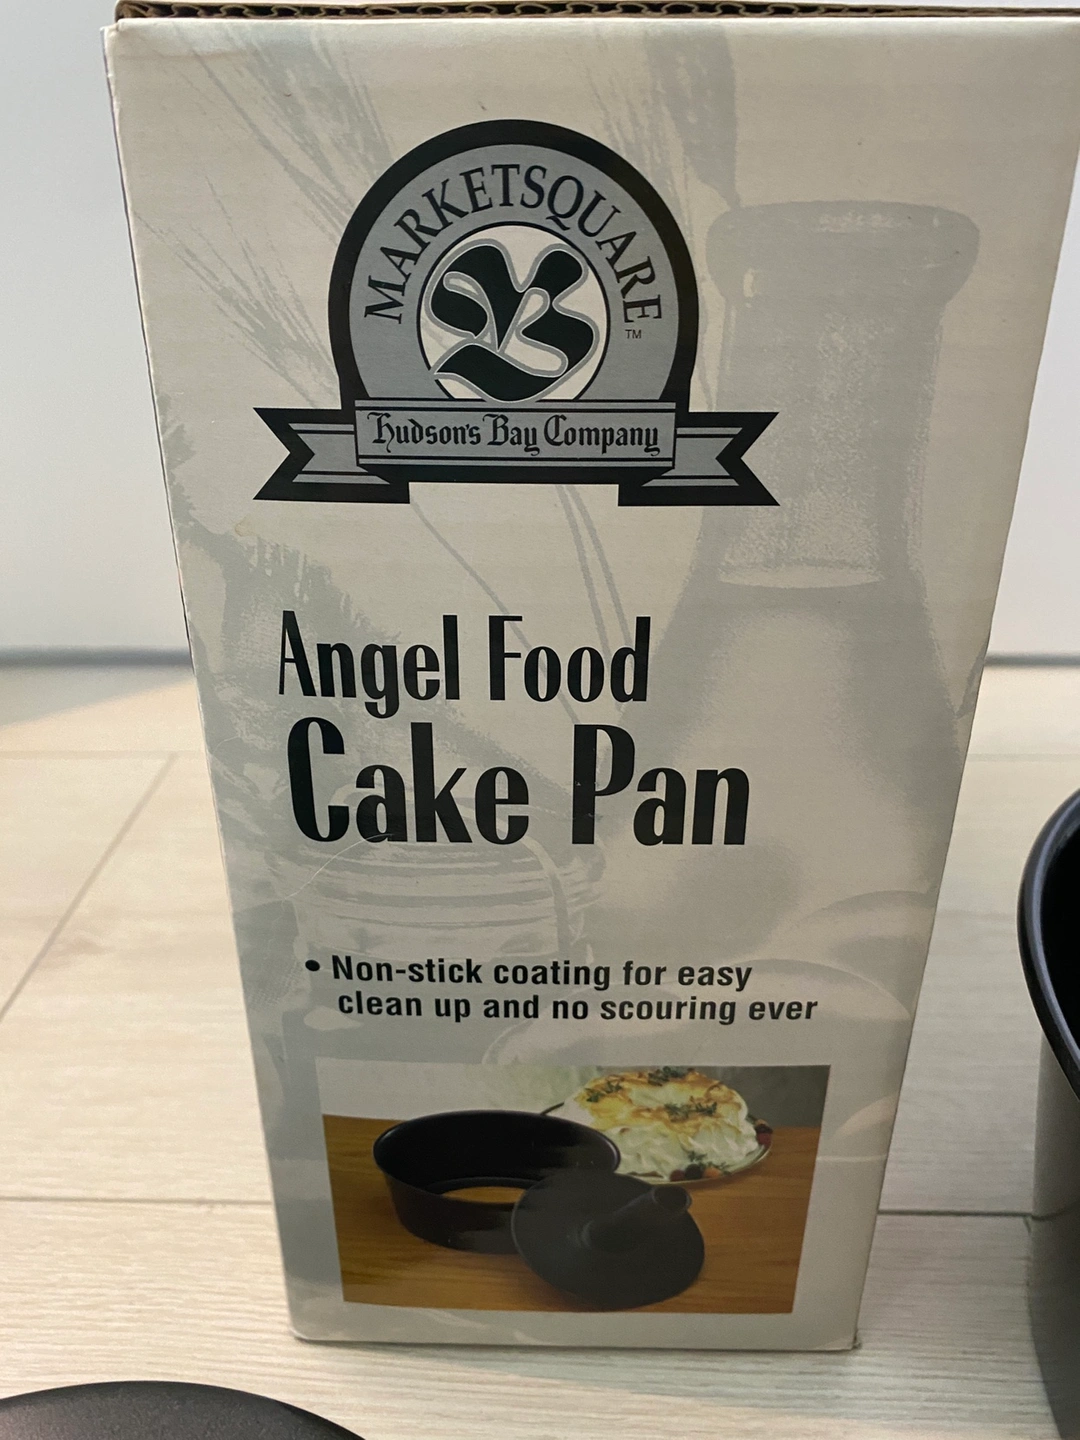 MARKETSQUARE
TM
Hudson's Bay Company
Angel Food
Cake Pan
• Non-stick coating for easy
clean up and no scouring ever